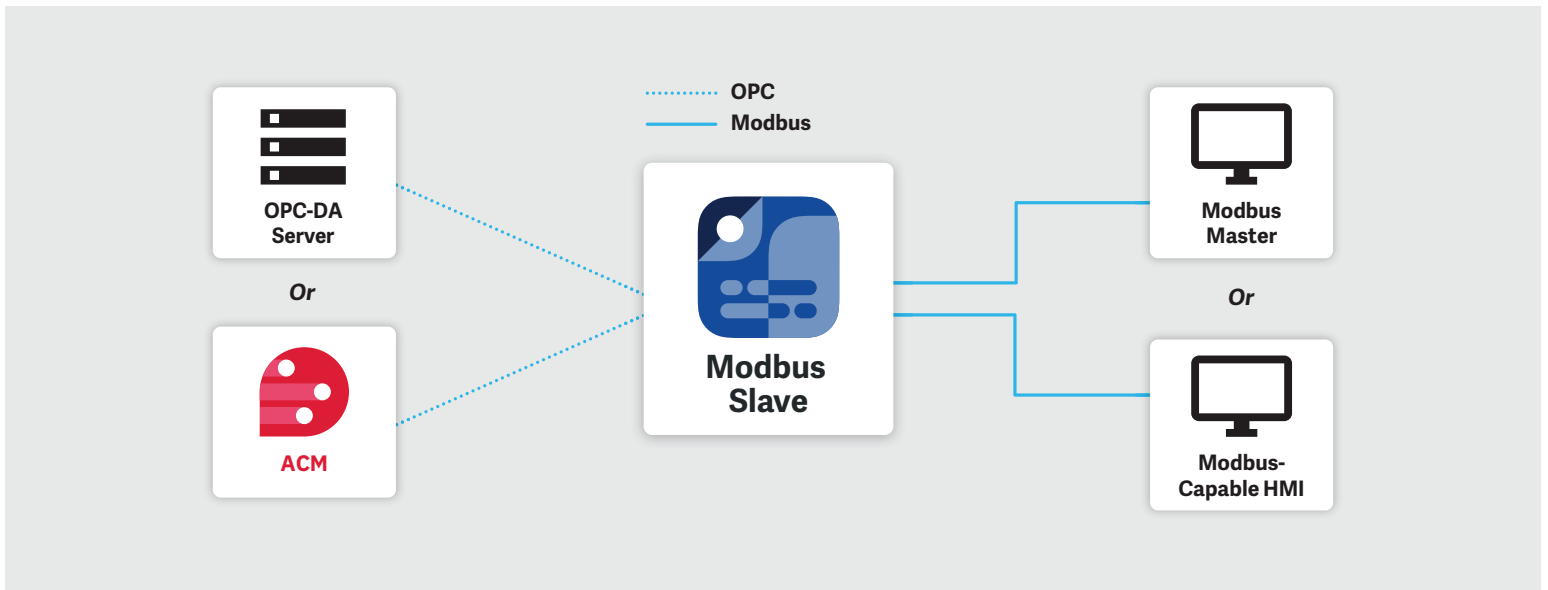 OPC
Modbus
OPC-DA
Server
Or
ACM
Modbus
Slave
Modbus
Master
Or
Modbus-
Capable HMI